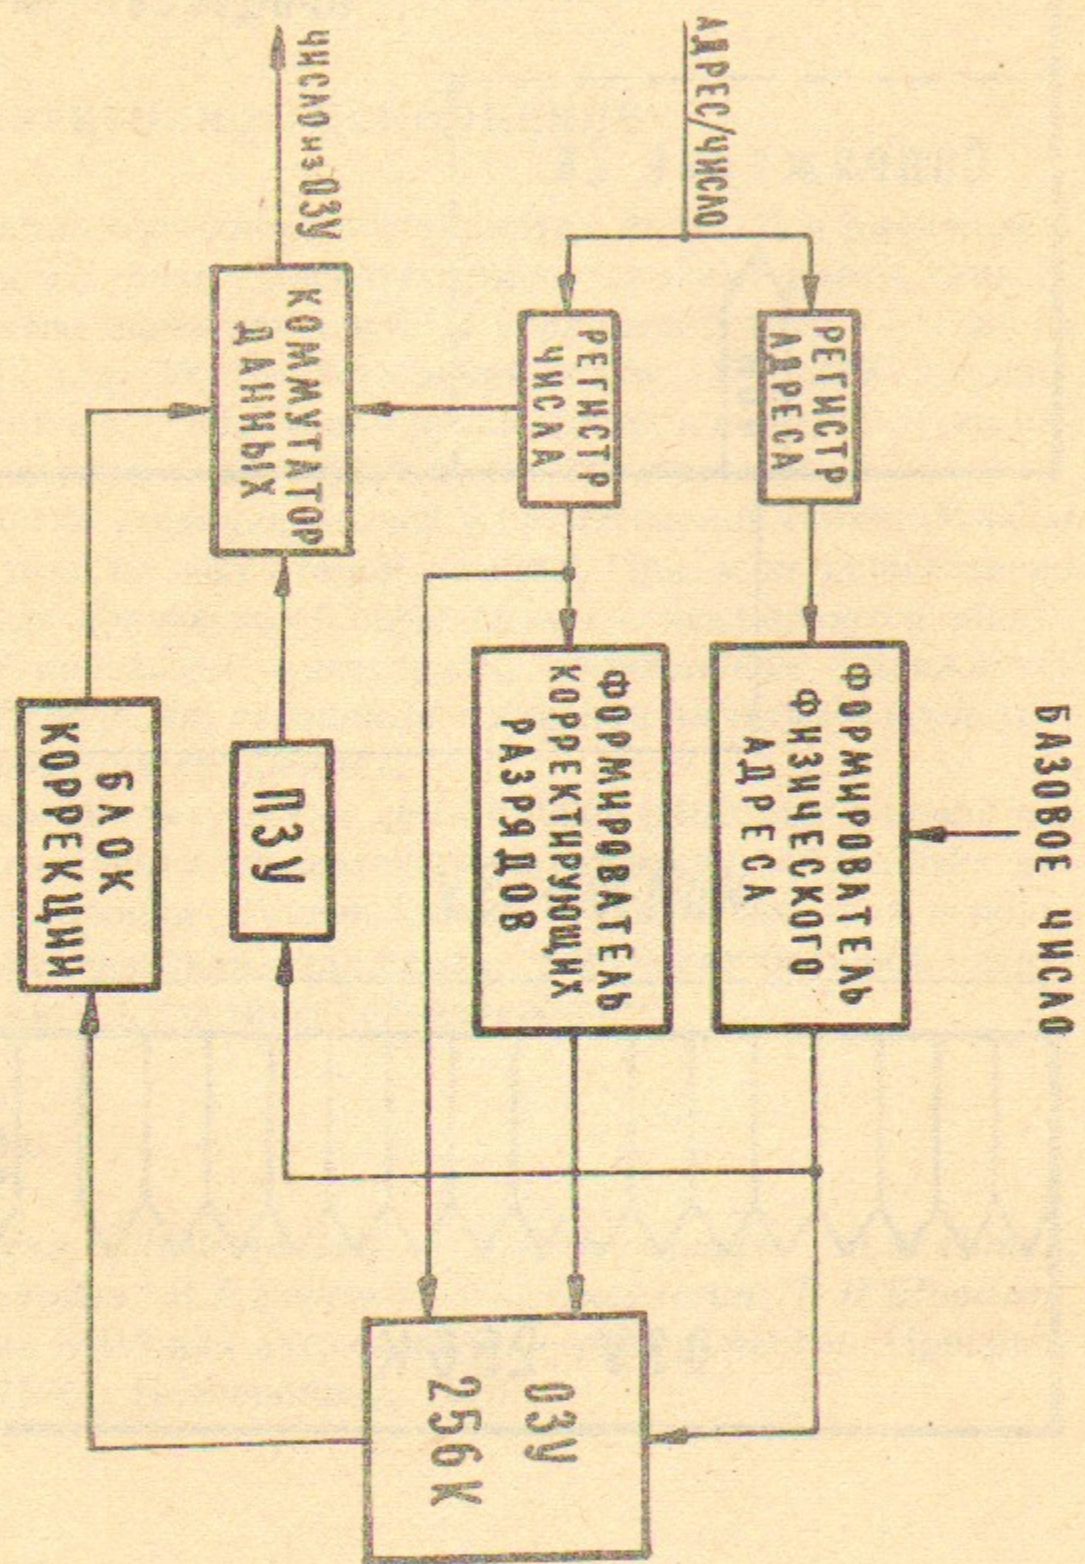 БАЗОВОЕ ЧИСЛО
АДРЕС/ЧИСЛО
РЕГИСТР
АДРЕСА
ФОРМИРОВАТЕЛЬ
ФИЗИЧЕСКОГО
АДРЕСА
РЕГИСТР
ЧИСЛА
ФОРМИРОВАТЕЛЬ
КОРРЕКТИРУЮЩИХ
РАЗРЯДОВ
ОЗУ
256К
ЧИСЛО ИЗ ОЗУ
КОММУТАТОР
ДАННЫХ
ПЗУ
БЛОК
КОРРЕКЦИИ